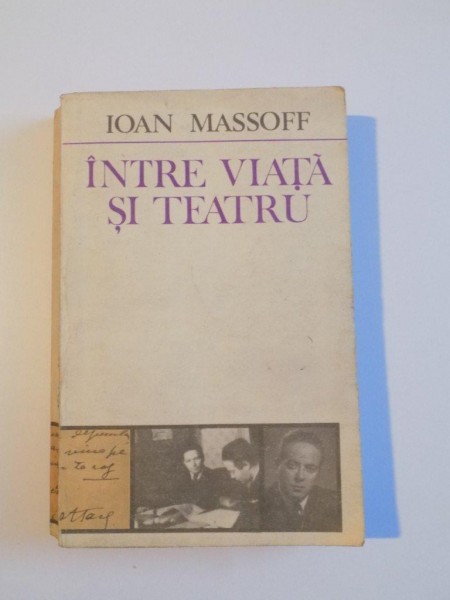 IOAN MASSOFF
ÎNTRE VIAȚĂ
ȘI TEATRU